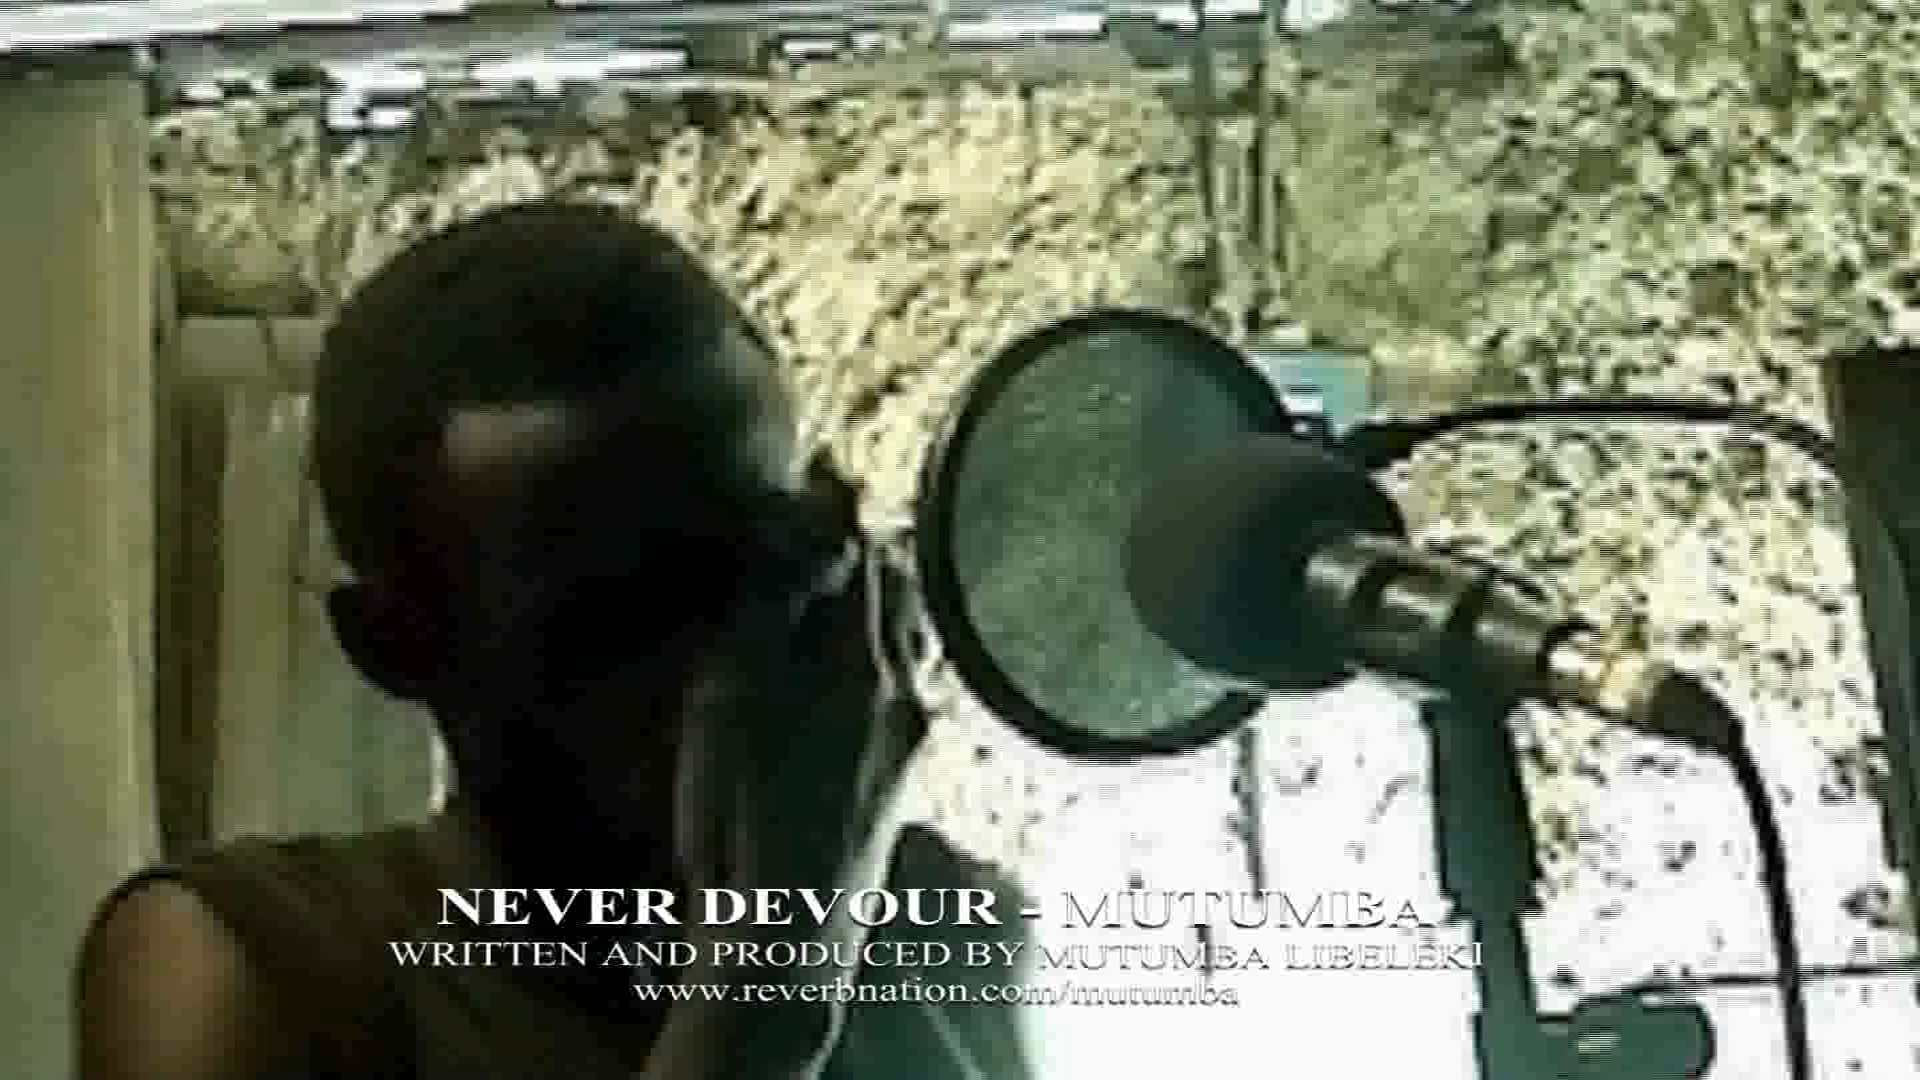 NEVER DEVOUR - MUTUMBA
WRITTEN AND PRODUCED BY MUTUMBA LIBELEKI
www.reverbnation.com/mutumba